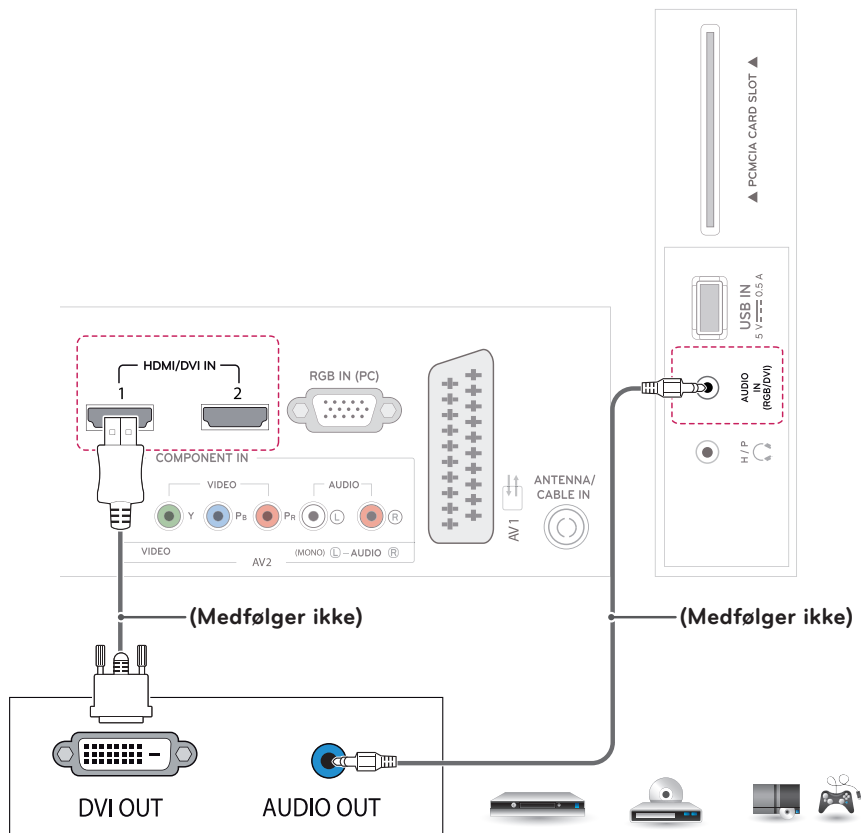 ▲ PCMCIA CARD SLOT ▲
USB IN
5 V 0.5 A
AUDIO
IN
(RGB/DVI)
H / P
HDMI/DVI IN
1 2
RGB IN (PC)
COMPONENT IN
VIDEO AUDIO
Y PB PR L R
VIDEO (MONO) L – AUDIO R
AV2
AV1
ANTENNA/
CABLE IN
(Medfølger ikke) (Medfølger ikke)
DVI OUT AUDIO OUT